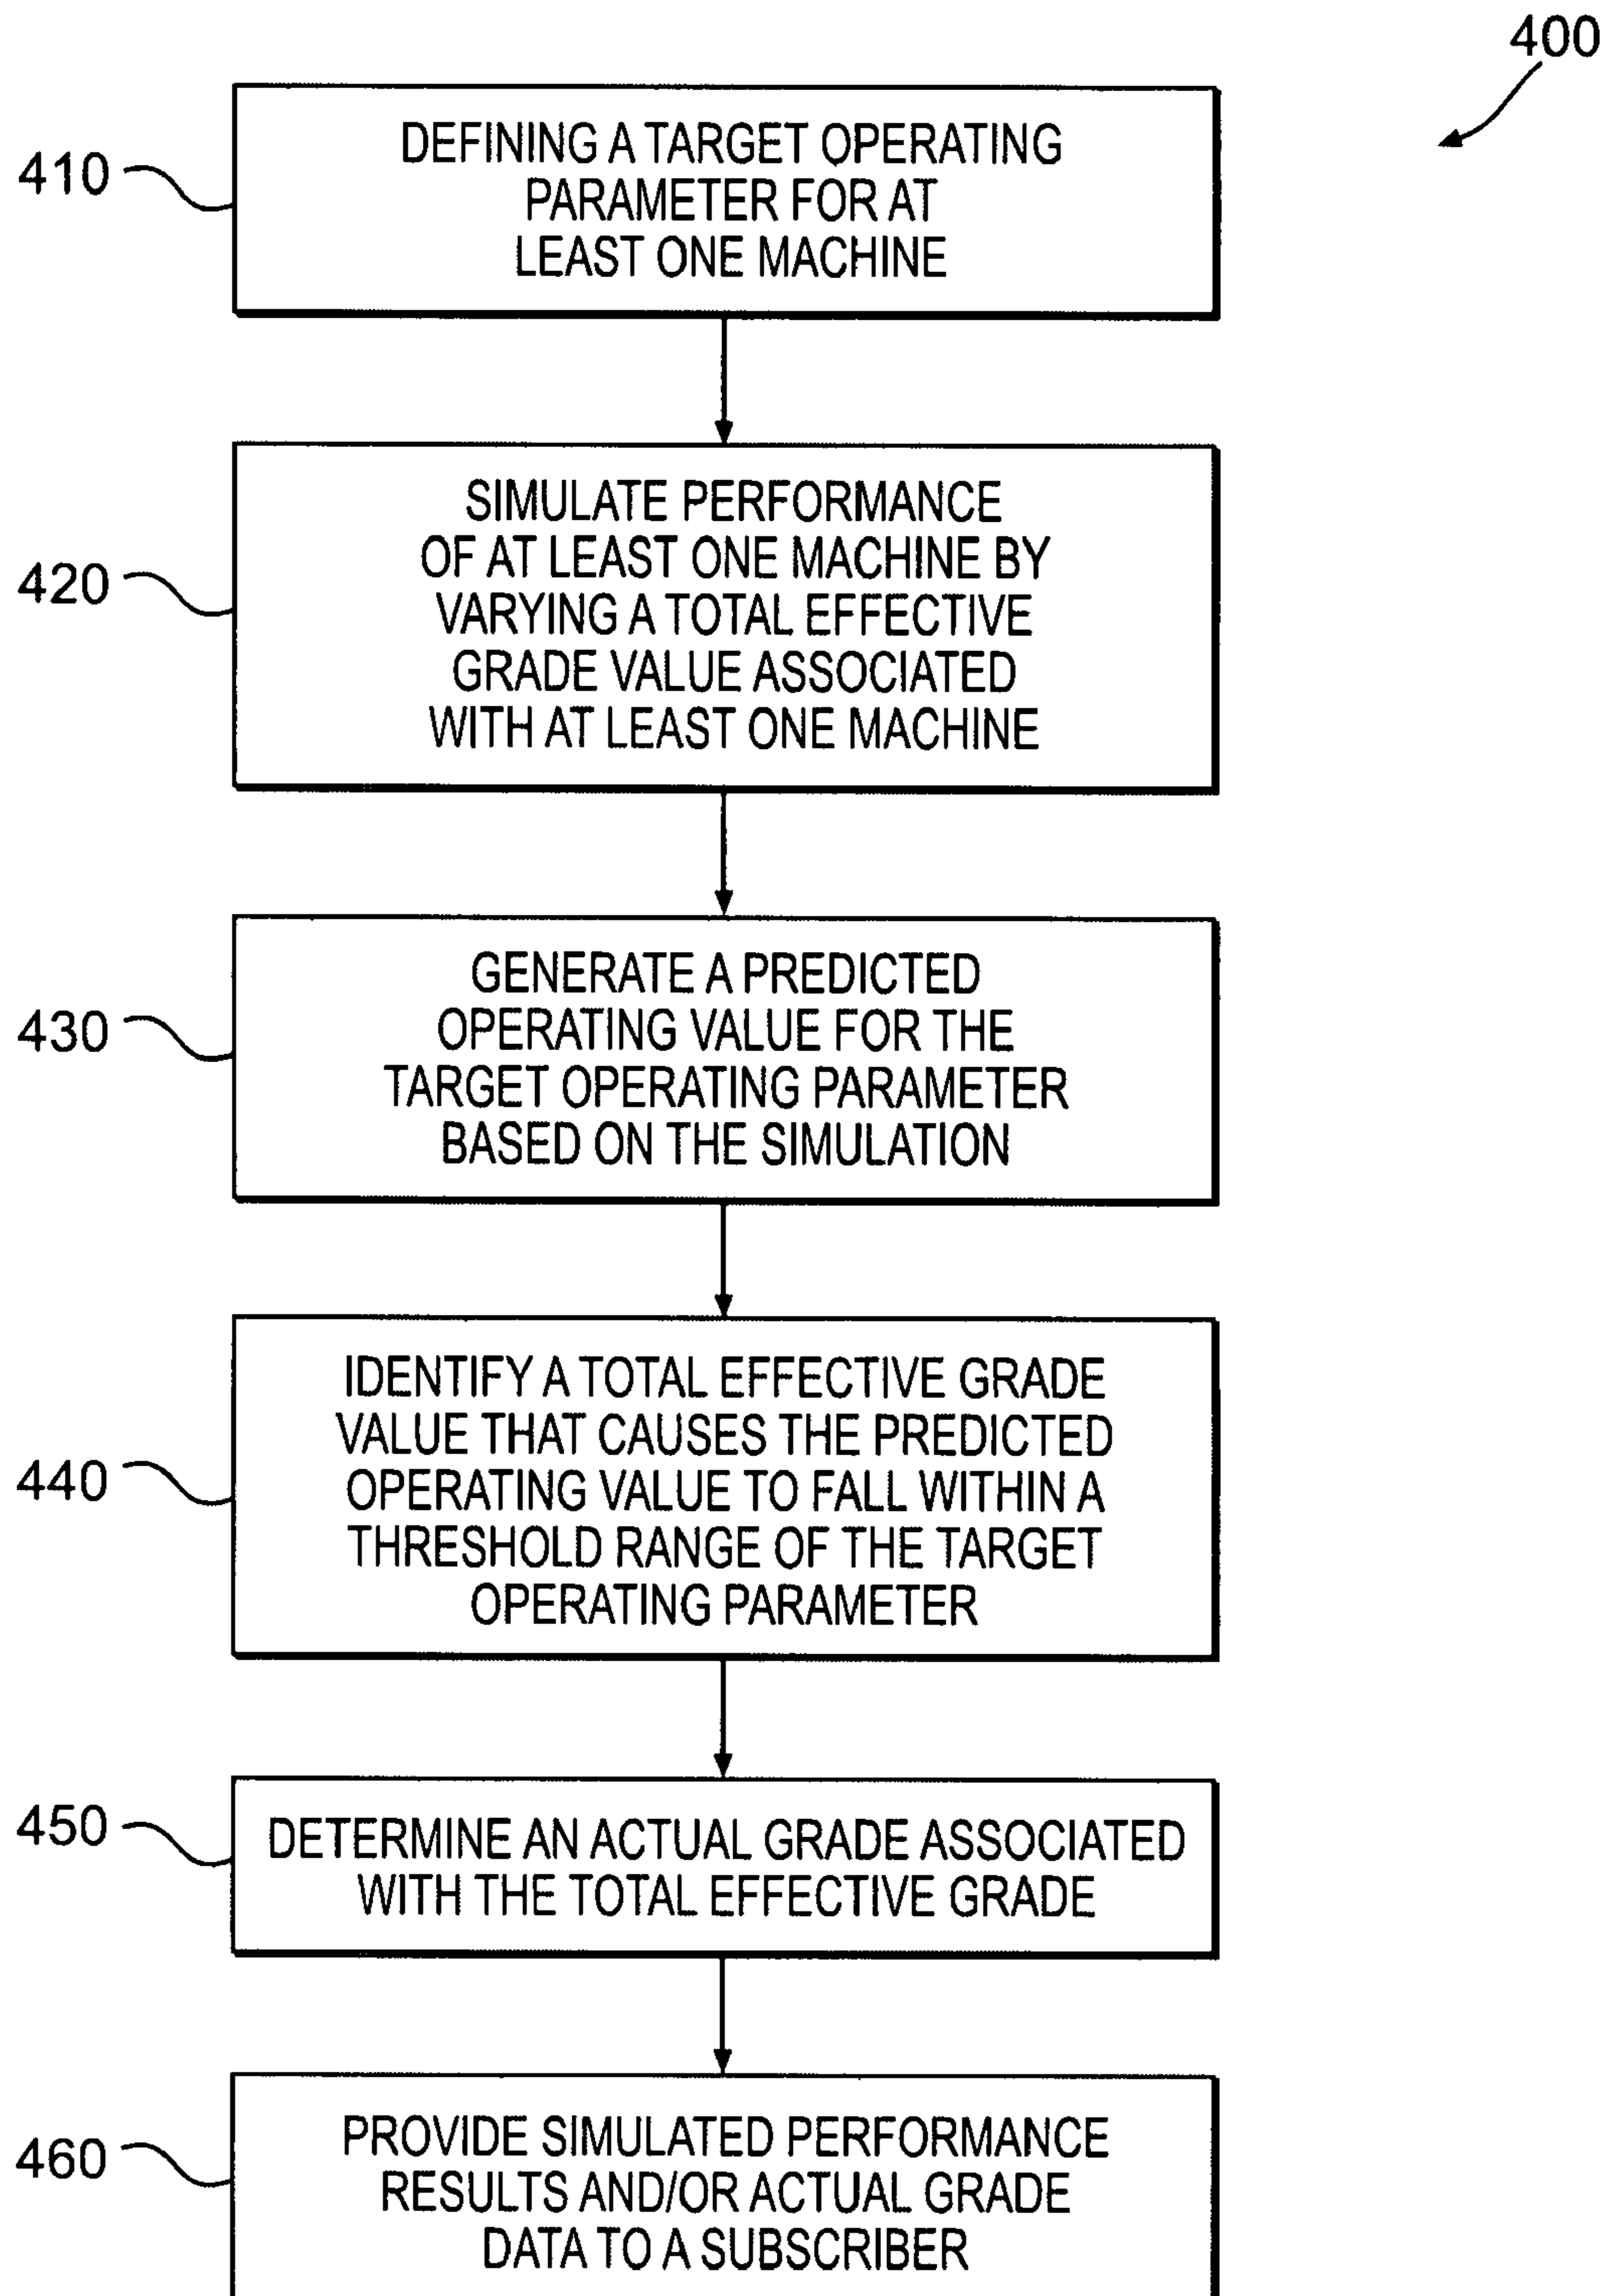 400
410
DEFINING A TARGET OPERATING
PARAMETER FOR AT
LEAST ONE MACHINE
420
SIMULATE PERFORMANCE
OF AT LEAST ONE MACHINE BY
VARYING A TOTAL EFFECTIVE
GRADE VALUE ASSOCIATED
WITH AT LEAST ONE MACHINE
430
GENERATE A PREDICTED
OPERATING VALUE FOR THE
TARGET OPERATING PARAMETER
BASED ON THE SIMULATION
440
IDENTIFY A TOTAL EFFECTIVE GRADE
VALUE THAT CAUSES THE PREDICTED
OPERATING VALUE TO FALL WITHIN A
THRESHOLD RANGE OF THE TARGET
OPERATING PARAMETER
450
DETERMINE AN ACTUAL GRADE ASSOCIATED
WITH THE TOTAL EFFECTIVE GRADE
460
PROVIDE SIMULATED PERFORMANCE
RESULTS AND/OR ACTUAL GRADE
DATA TO A SUBSCRIBER